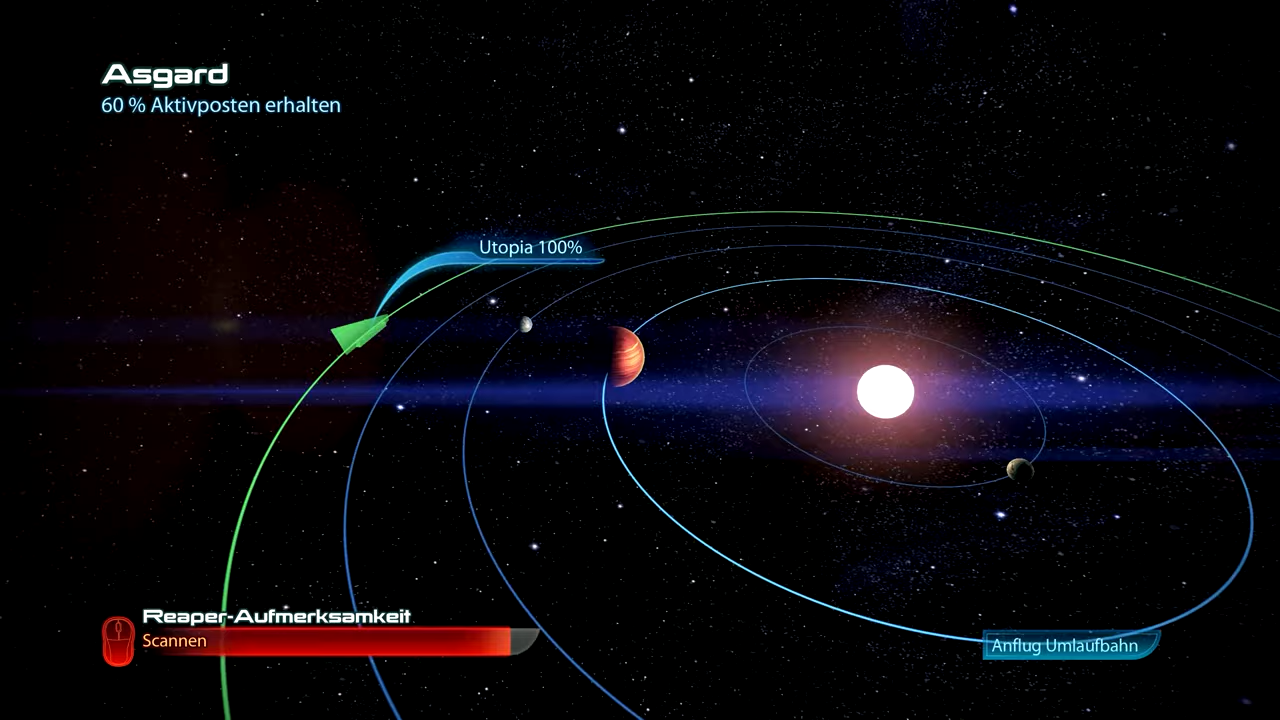 Asgard
60 % Aktivposten erhalten
Utopia 100%
Reaper-Aufmerksamkeit
Scannen
Anflug Umlaufbahn